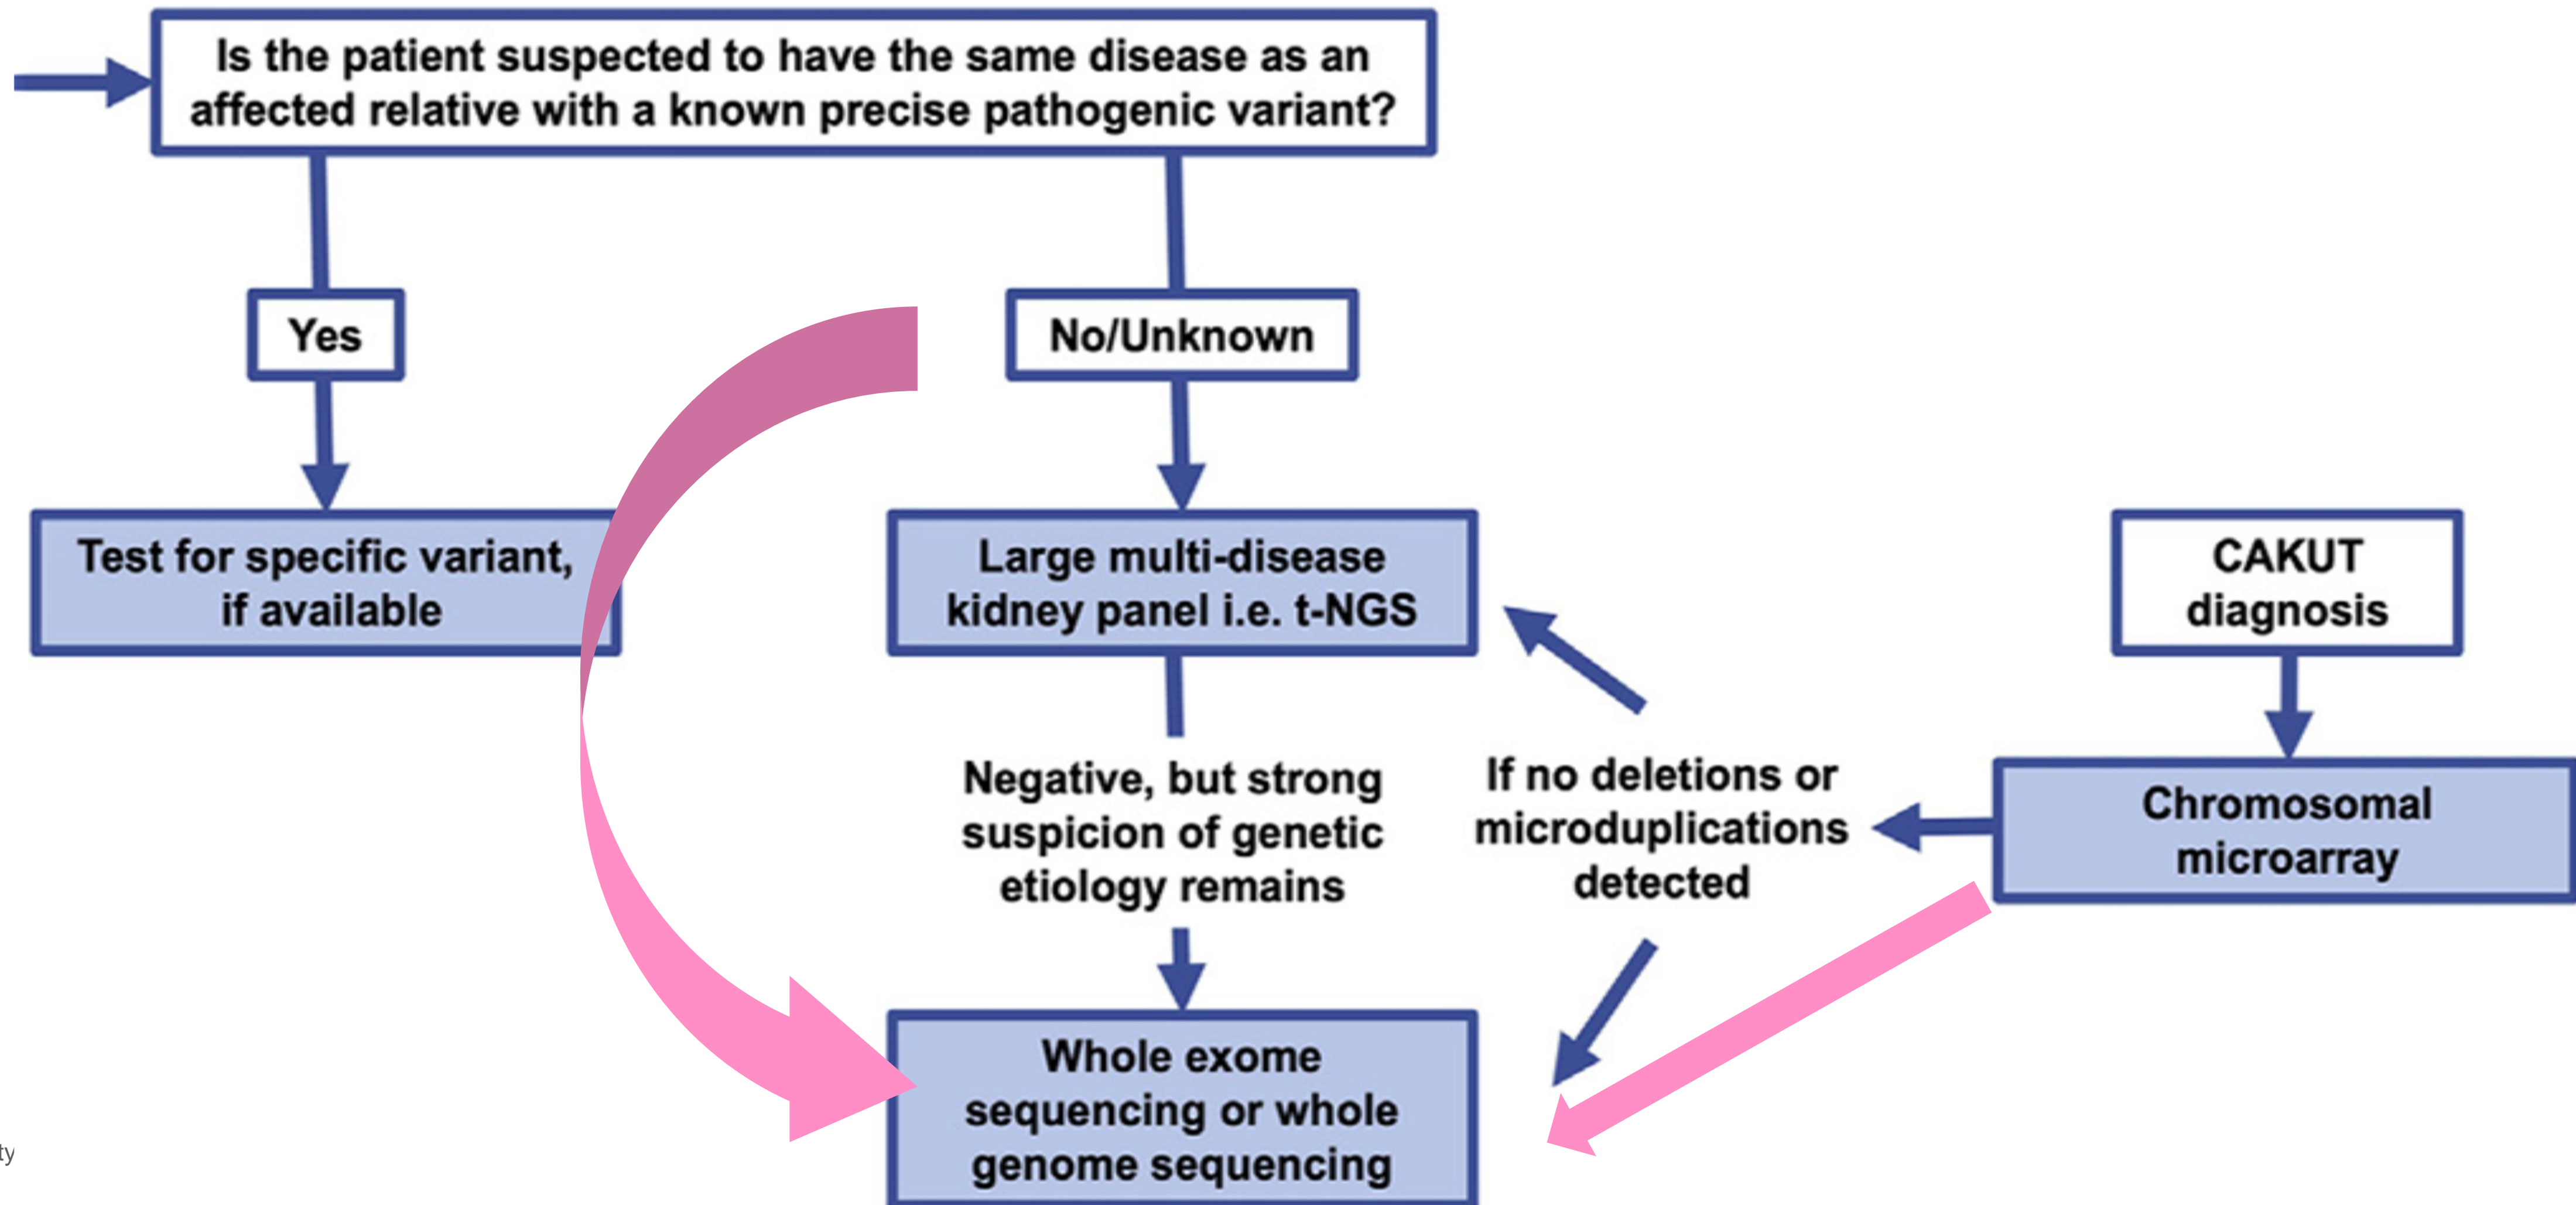 Is the patient suspected to have the same disease as an
affected relative with a known precise pathogenic variant?
Yes
No/Unknown
Test for specific variant,
if available
Large multi-disease
kidney panel i.e. t-NGS
CAKUT
diagnosis
Negative, but strong
suspicion of genetic
etiology remains
If no deletions or
microduplications
detected
Chromosomal
microarray
Whole exome
sequencing or whole
genome sequencing
ty